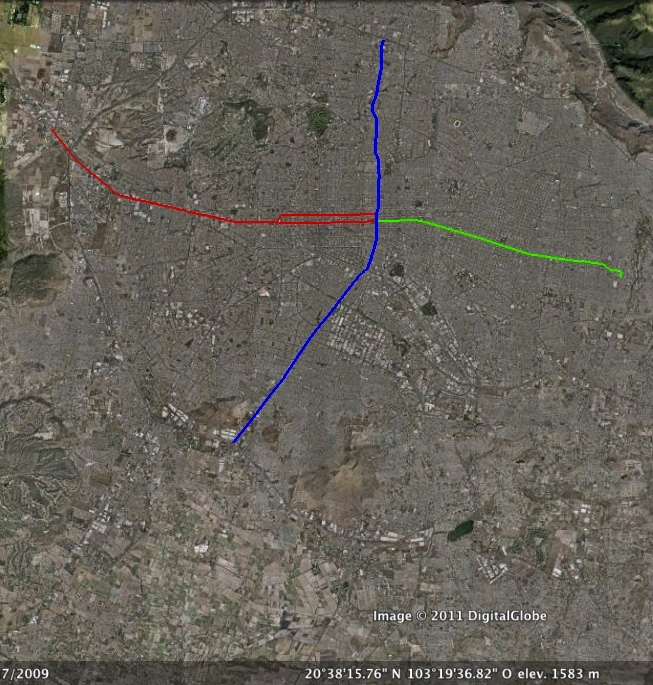 Image © 2011 DigitalGlobe
7/2009
20°38'15.76" N 103°19'36.82" O elev. 1583 m